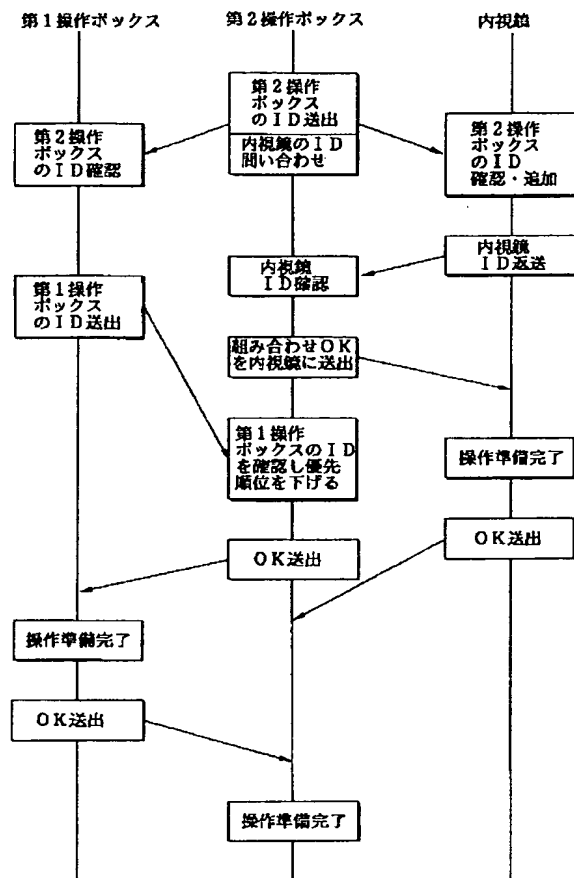 第1操作ボックス
第2操作ボックス
内視鏡
第2操作
ボックス
のID送出
内視鏡のID
問い合わせ
第2操作
ボックス
のID確認
第2操作
ボックス
のID
確認・追加
内視鏡
ID返送
内視鏡
ID確認
第1操作
ボックス
のID送出
組み合わせOK
を内視鏡に送出
第1操作
ボックスのID
を確認し優先
順位を下げる
操作準備完了
OK送出
OK送出
操作準備完了
OK送出
操作準備完了